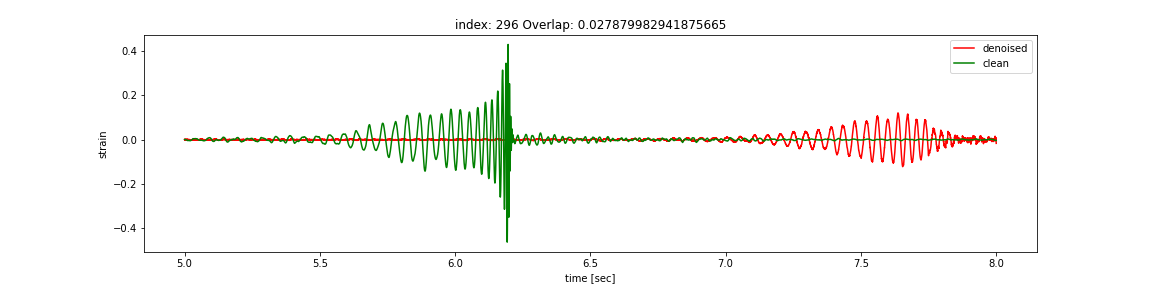 index: 296 Overlap: 0.027879982941875665
denoised
clean
strain
0.4
0.2
0.0
−0.2
−0.4
5.0 5.5 6.0 6.5 7.0 7.5 8.0
time [sec]